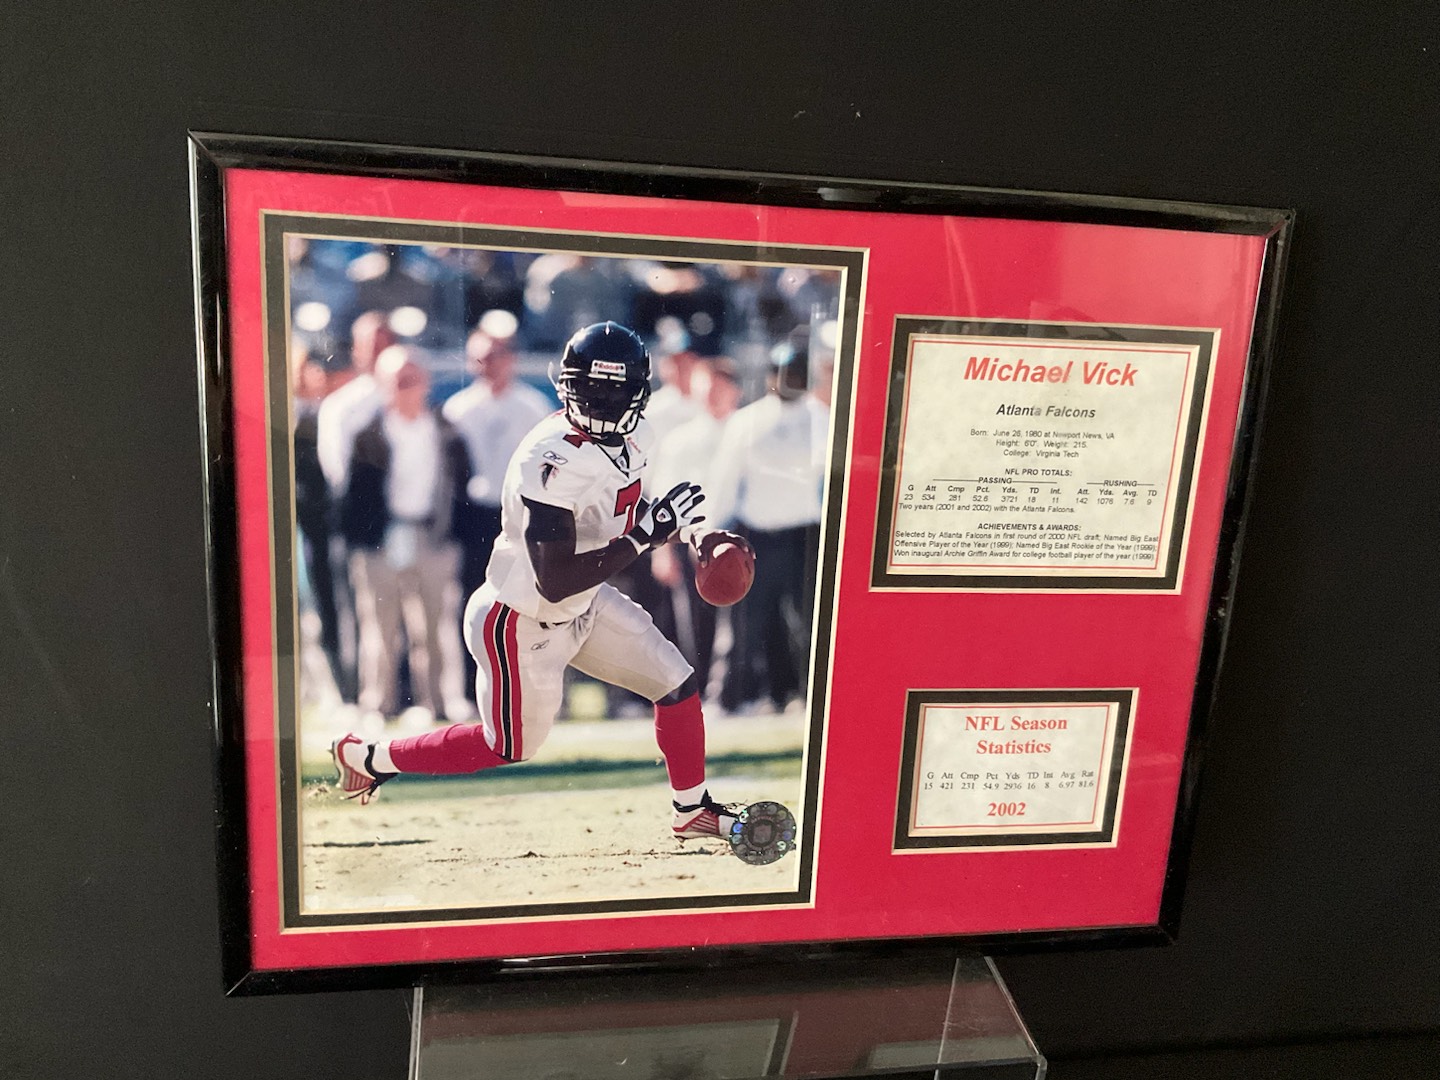 Riddell
7
Michael Vick
Atlanta Falcons
Born: June 26, 1980 at Newport News, VA
Height: 6'0". Weight: 215.
College: Virginia Tech
NFL PRO TOTALS:
PASSING RUSHING
G Att Cmp Pct. Yds. TD Int. Att. Yds. Avg. TD
23 534 281 52.6 3721 18 11 142 1076 7.6 9
Two years (2001 and 2002) with the Atlanta Falcons.
ACHIEVEMENTS & AWARDS:
Selected by Atlanta Falcons in first round of 2000 NFL draft; Named Big East
Offensive Player of the Year (1999); Named Big East Rookie of the Year (1999);
Won inaugural Archie Griffin Award for college football player of the year (1999)
NFL Season
Statistics
G Att Cmp Pct Yds TD Int Avg Rat
15 421 231 54.9 2936 16 8 6.97 81.6
2002